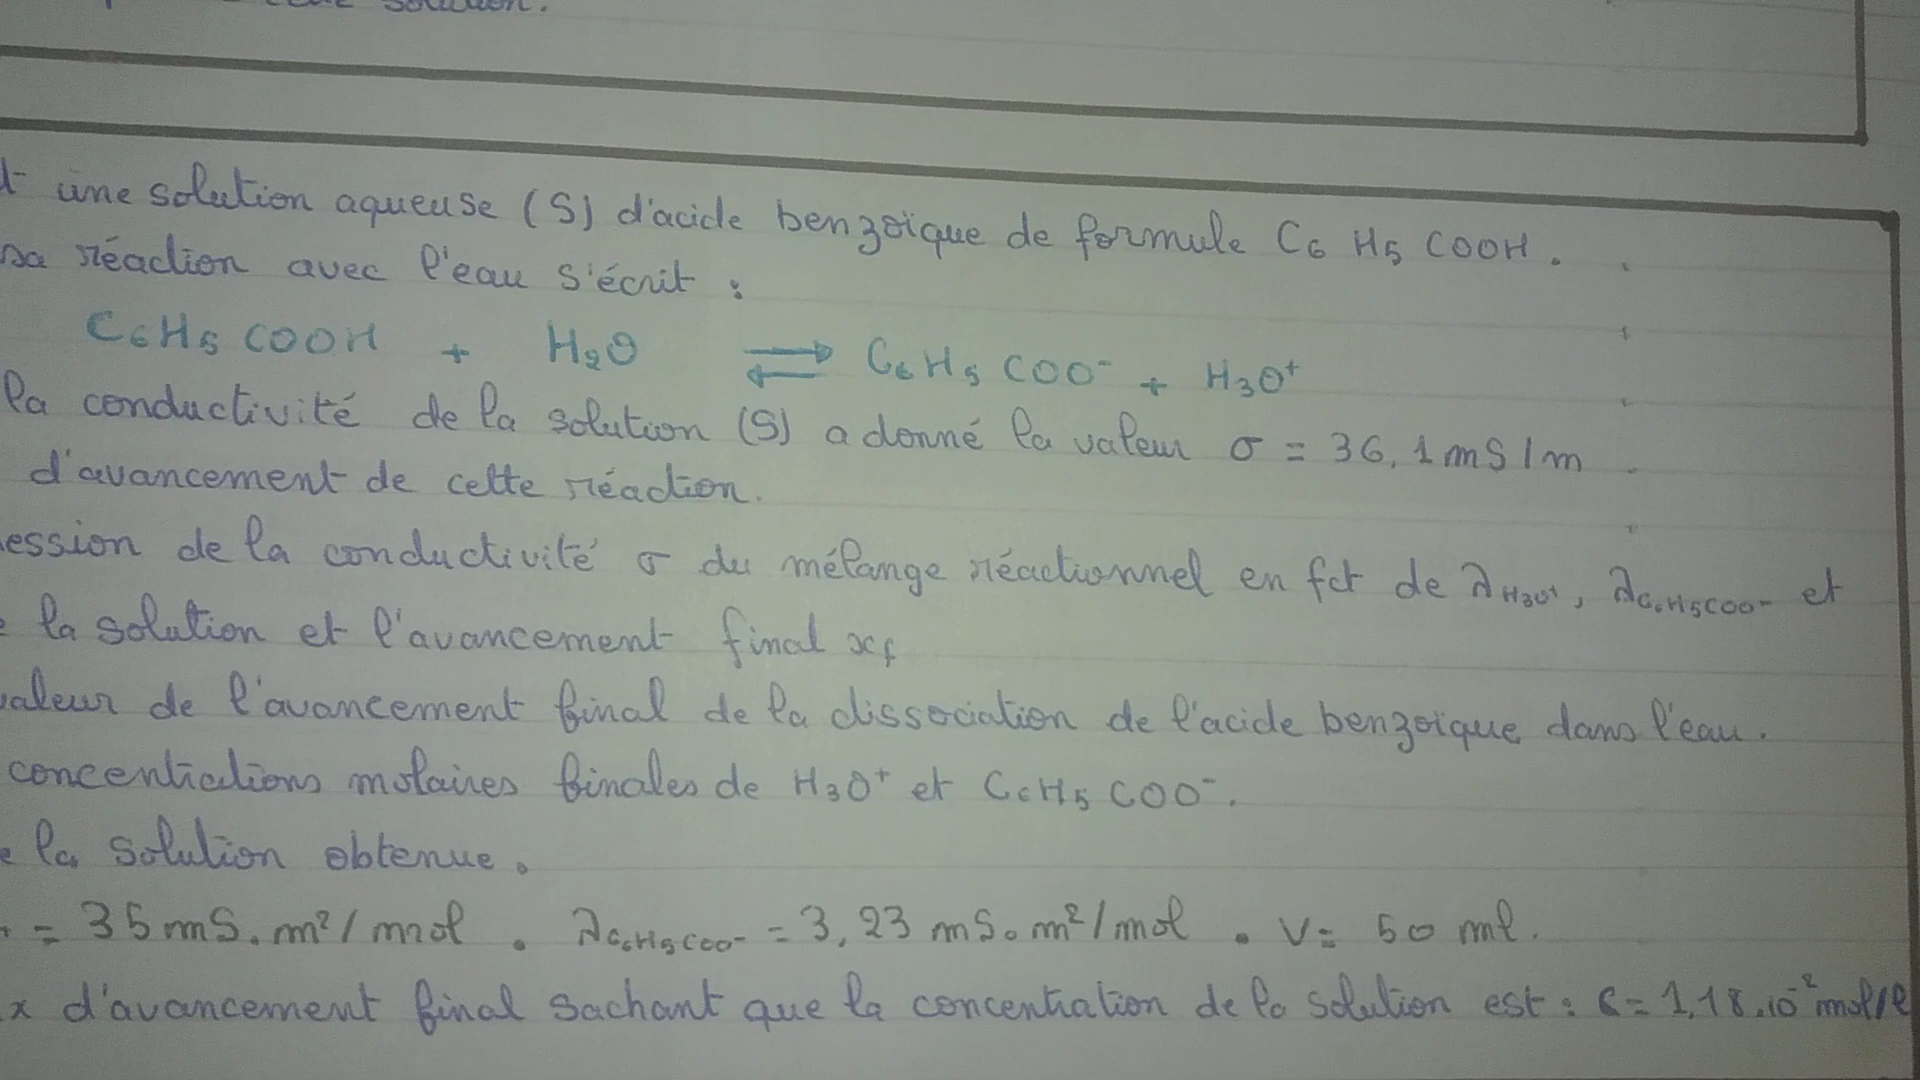 solution.
une solution aqueuse (S) d'acide benzoïque de formule C6 H5 COOH.
sa réaction avec l'eau s'écrit :
C6H5 COOH + H2O ⇌ C6H5 COO- + H3O+
la conductivité de la solution (S) a donné la valeur σ = 36,1 mS/m
d'avancement de cette réaction.
ession de la conductivité σ du mélange réactionnel en fct de λH3O+, λC6H5COO- et
la solution et l'avancement final xf
valeur de l'avancement final de la dissociation de l'acide benzoïque dans l'eau.
concentrations molaires finales de H3O+ et C6H5 COO-.
la solution obtenue.
= 35 mS.m²/mol . λC6H5COO- = 3,23 mS.m²/mol . V= 50 ml.
x d'avancement final sachant que la concentration de la solution est : C= 1,18.10-2 mol/l